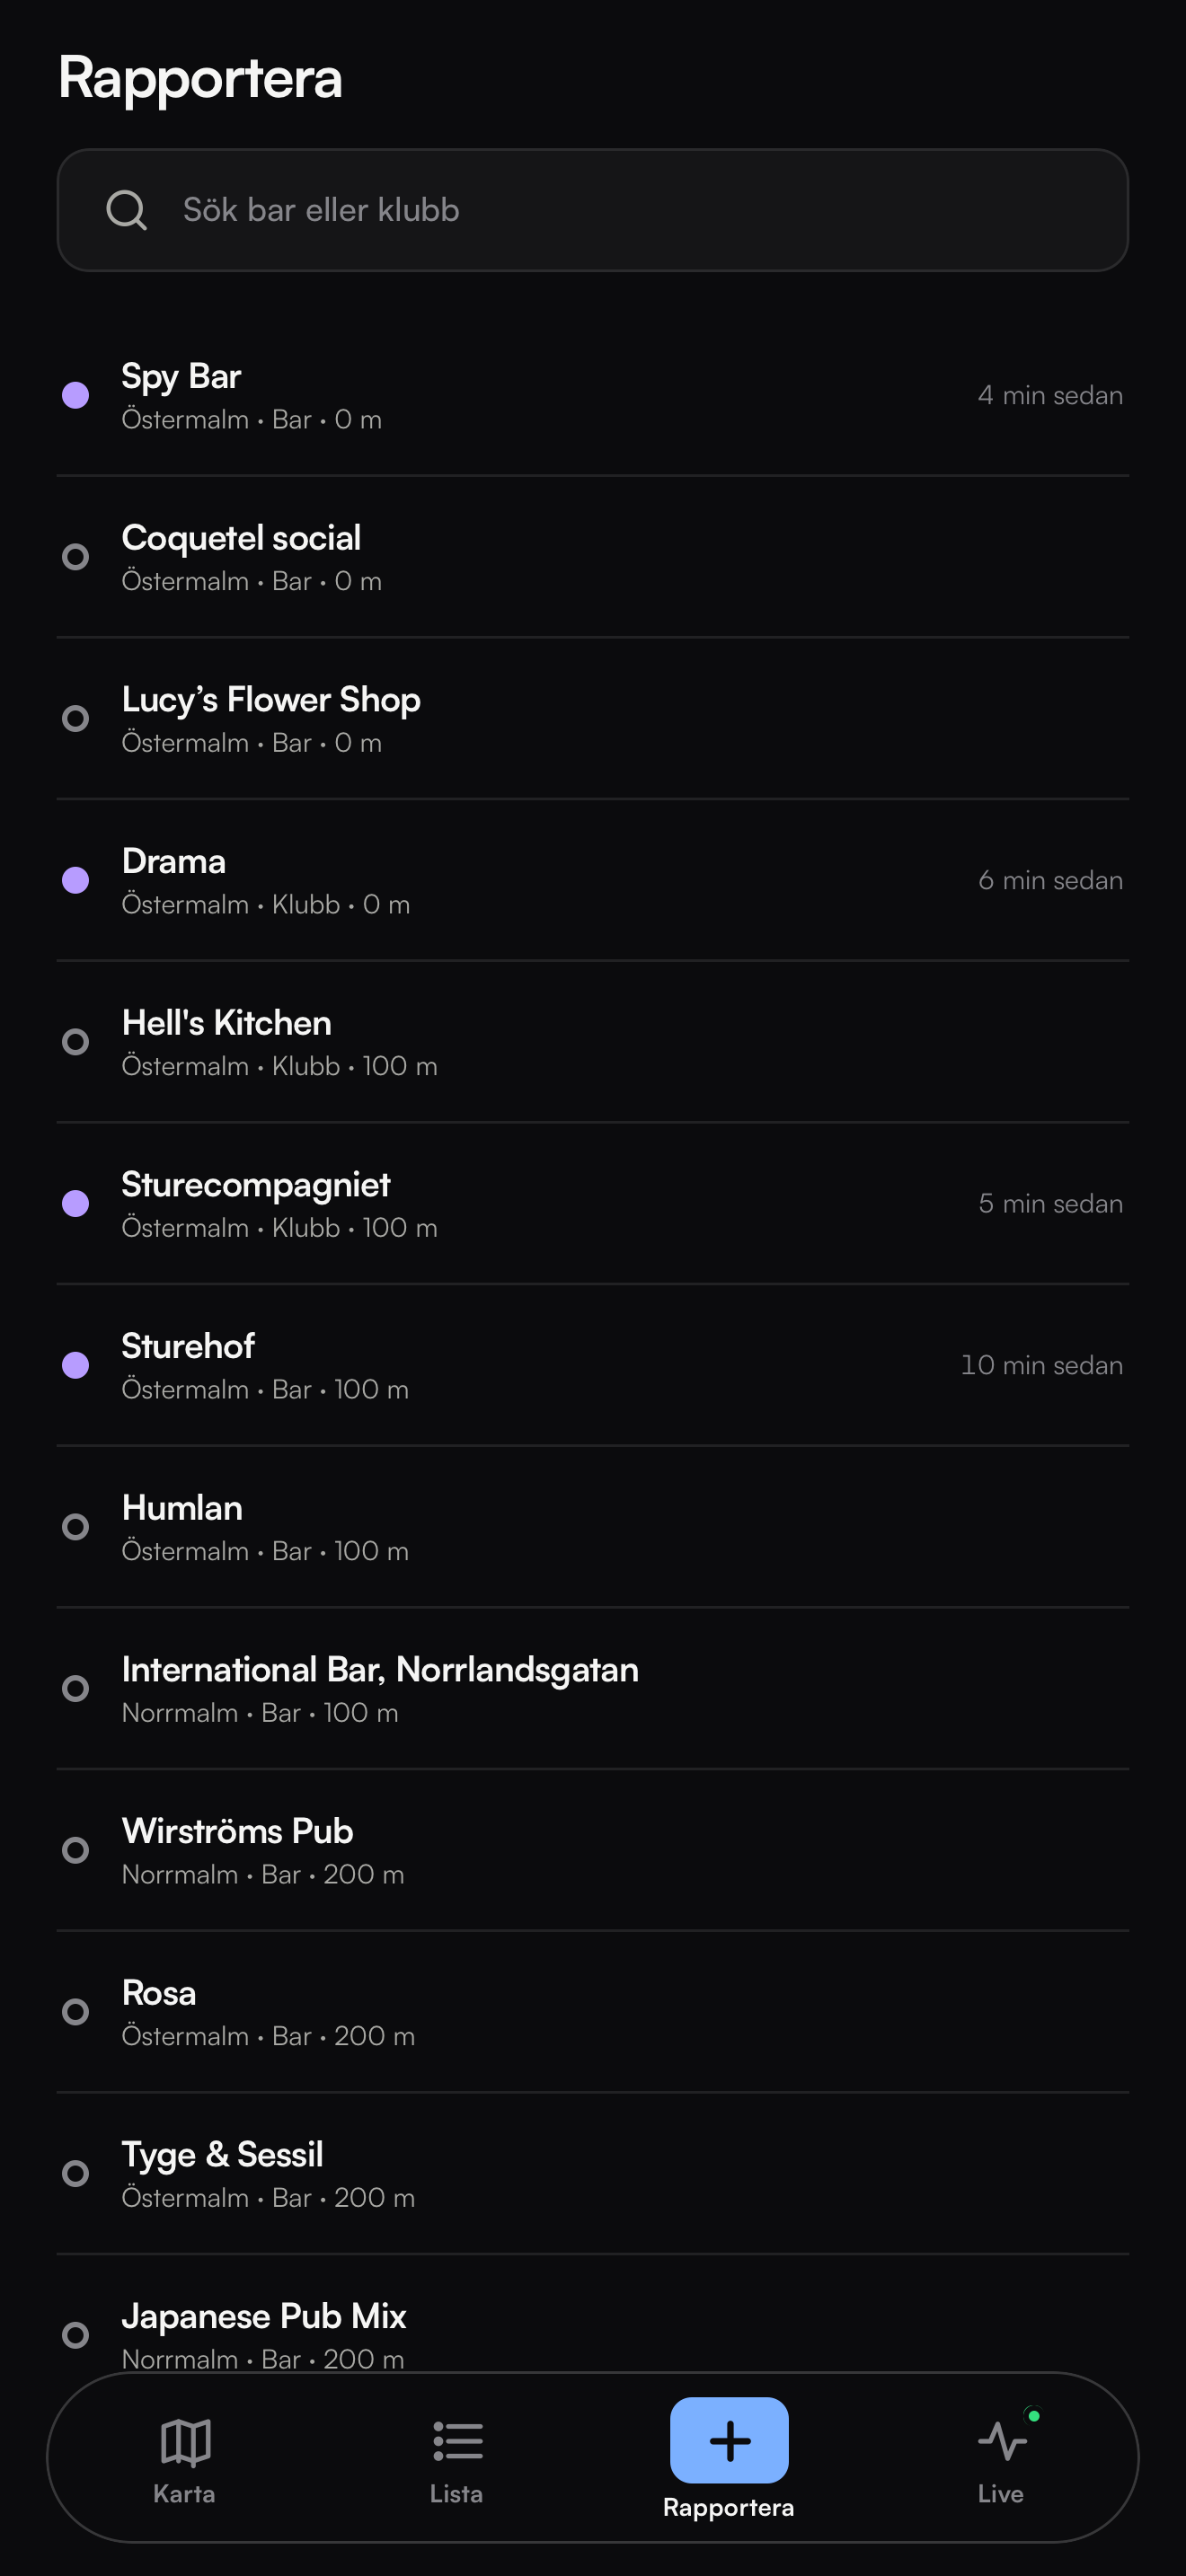 Rapportera
Sök bar eller klubb
Spy Bar
Östermalm · Bar · 0 m
4 min sedan
Coquetel social
Östermalm · Bar · 0 m
Lucy’s Flower Shop
Östermalm · Bar · 0 m
Drama
Östermalm · Klubb · 0 m
6 min sedan
Hell's Kitchen
Östermalm · Klubb · 100 m
Sturecompagniet
Östermalm · Klubb · 100 m
5 min sedan
Sturehof
Östermalm · Bar · 100 m
10 min sedan
Humlan
Östermalm · Bar · 100 m
International Bar, Norrlandsgatan
Norrmalm · Bar · 100 m
Wirströms Pub
Norrmalm · Bar · 200 m
Rosa
Östermalm · Bar · 200 m
Tyge & Sessil
Östermalm · Bar · 200 m
Japanese Pub Mix
Norrmalm · Bar · 200 m
Karta
Lista
Rapportera
Live